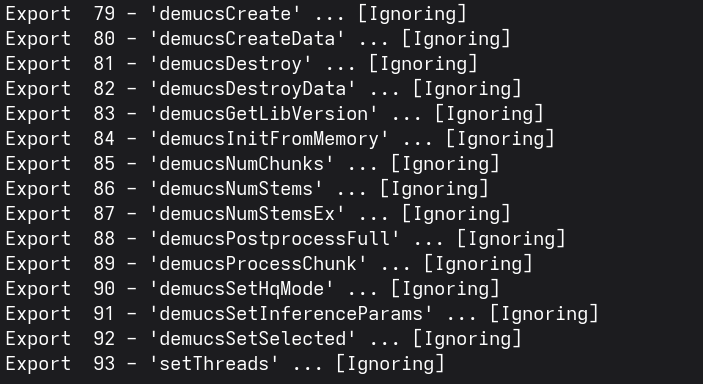 Export  79 - 'demucsCreate' ... [Ignoring]
Export  80 - 'demucsCreateData' ... [Ignoring]
Export  81 - 'demucsDestroy' ... [Ignoring]
Export  82 - 'demucsDestroyData' ... [Ignoring]
Export  83 - 'demucsGetLibVersion' ... [Ignoring]
Export  84 - 'demucsInitFromMemory' ... [Ignoring]
Export  85 - 'demucsNumChunks' ... [Ignoring]
Export  86 - 'demucsNumStems' ... [Ignoring]
Export  87 - 'demucsNumStemsEx' ... [Ignoring]
Export  88 - 'demucsPostprocessFull' ... [Ignoring]
Export  89 - 'demucsProcessChunk' ... [Ignoring]
Export  90 - 'demucsSetHqMode' ... [Ignoring]
Export  91 - 'demucsSetInferenceParams' ... [Ignoring]
Export  92 - 'demucsSetSelected' ... [Ignoring]
Export  93 - 'setThreads' ... [Ignoring]